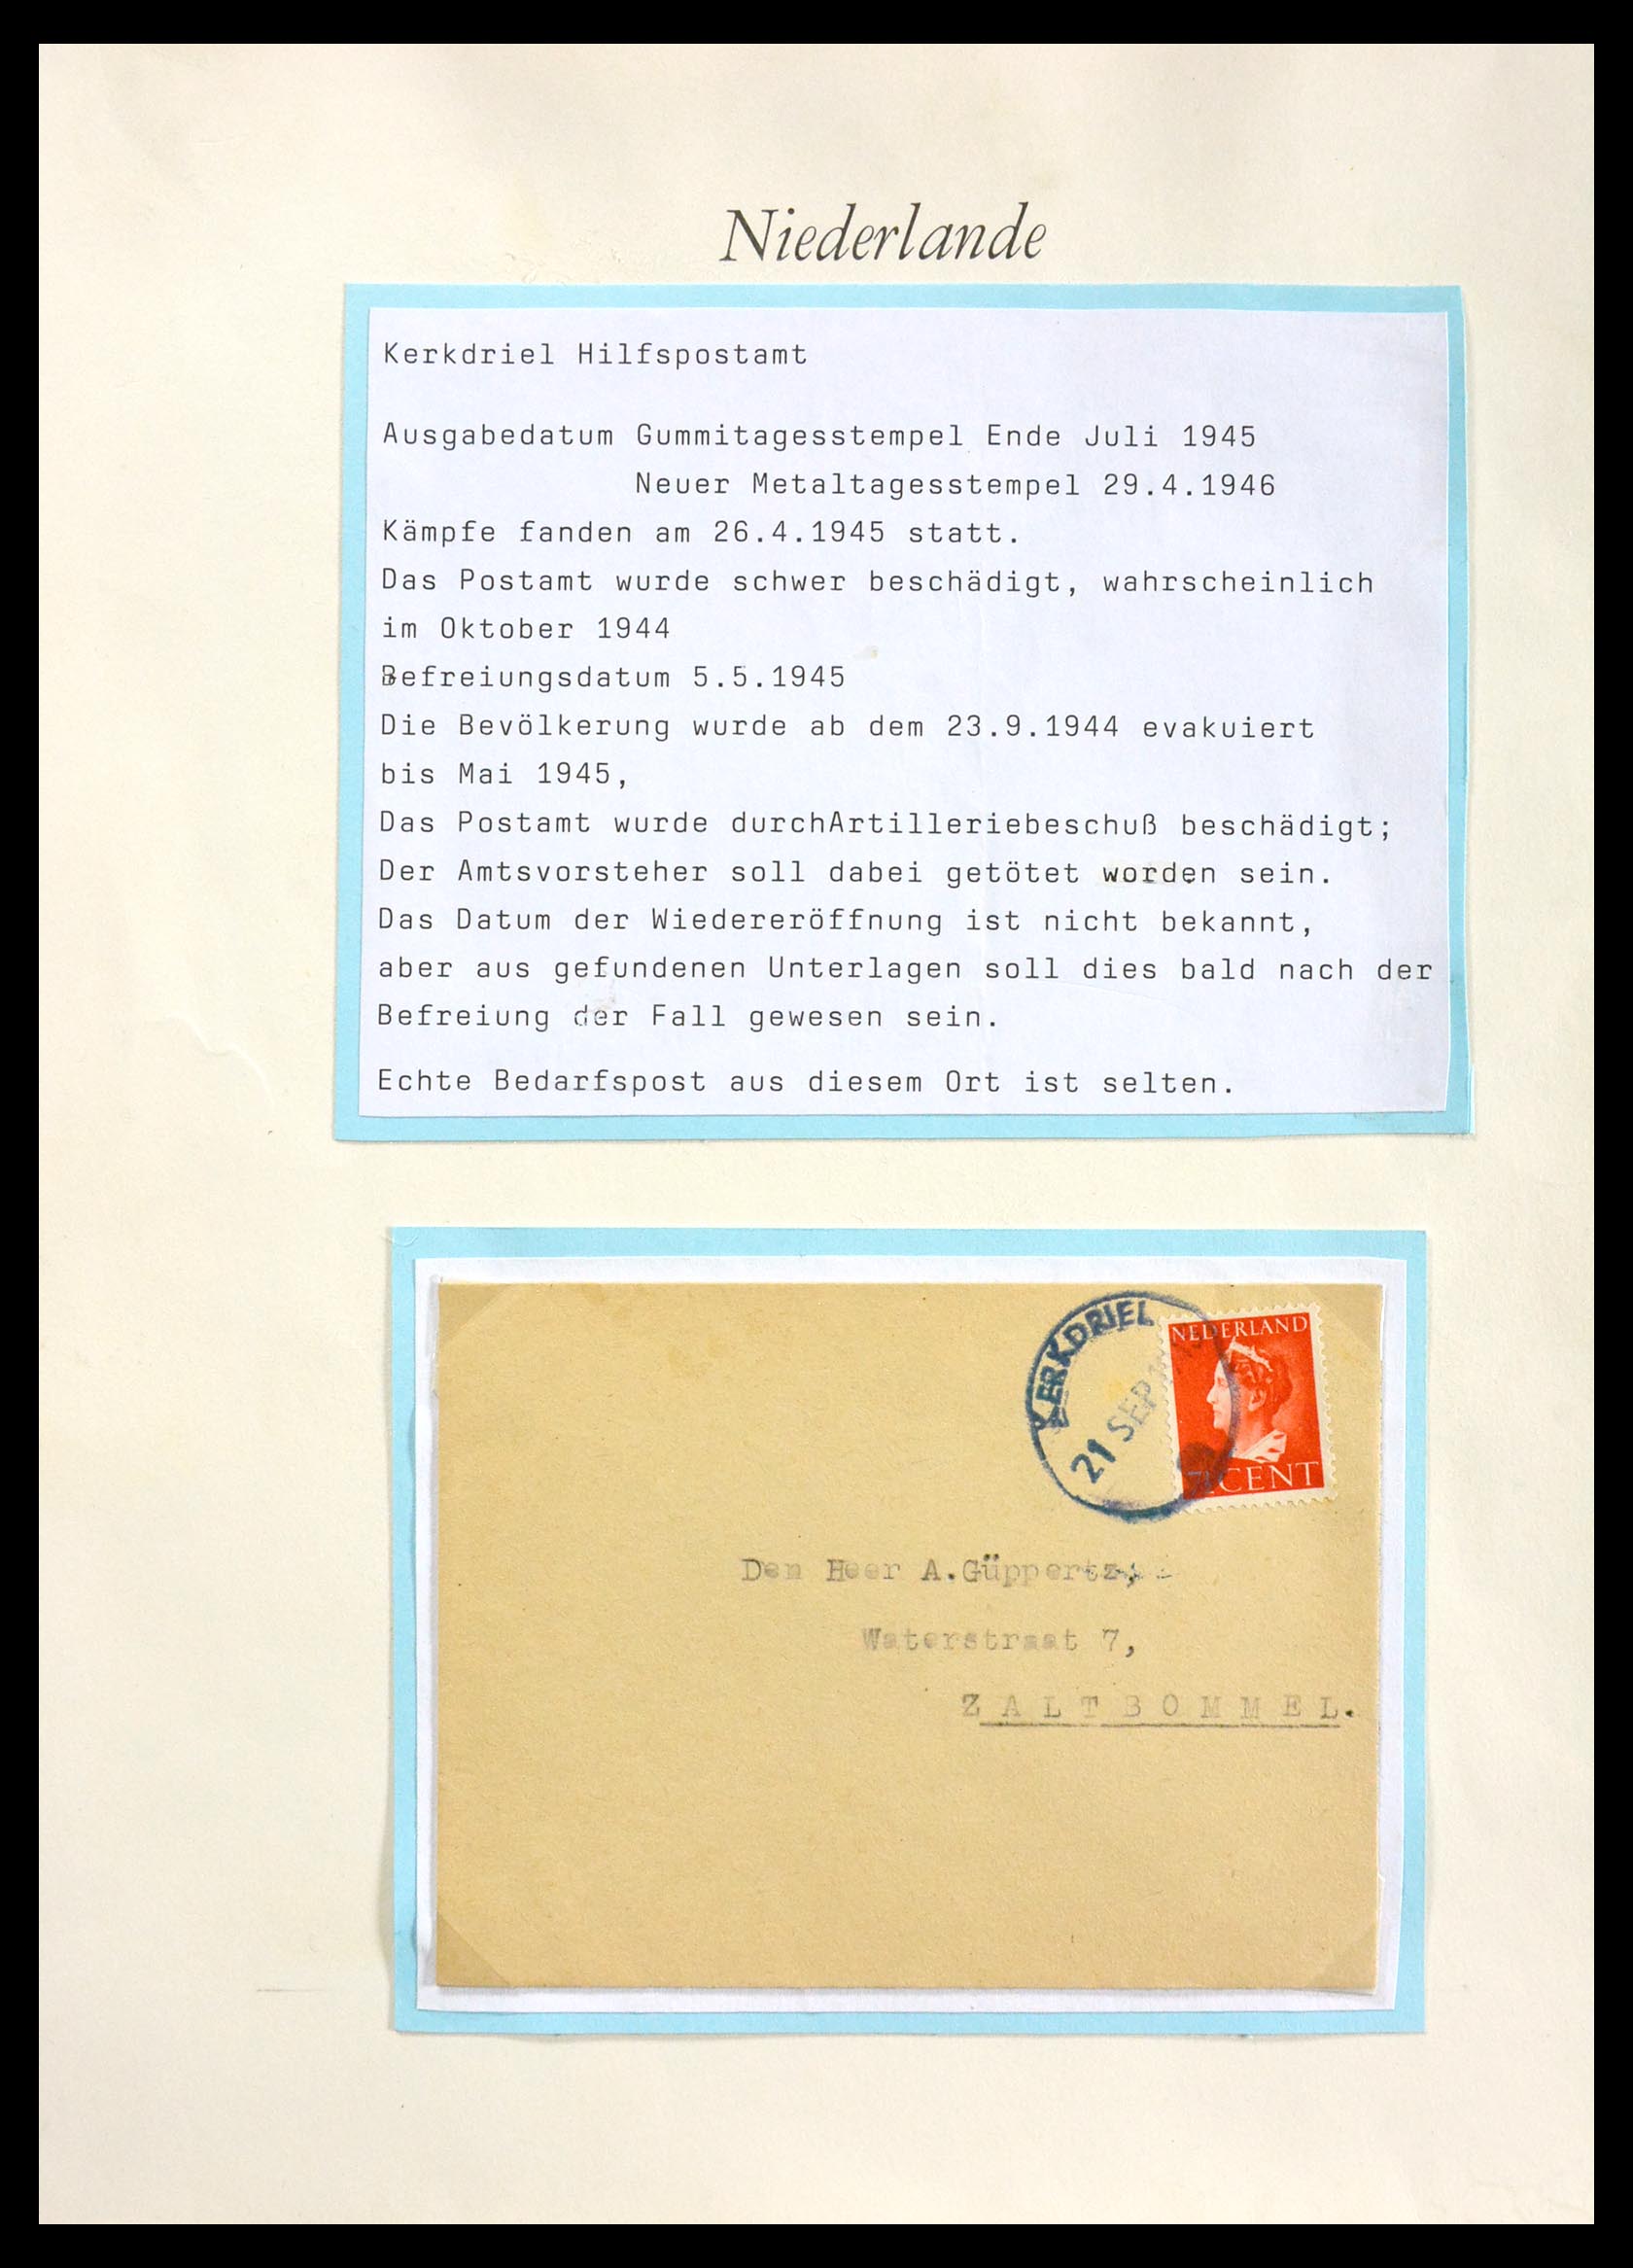 Niederlande
Kerkdriel Hilfspostamt
Ausgabedatum Gummitagesstempel Ende Juli 1945
Neuer Metaltagesstempel 29.4.1946
Kämpfe fanden am 26.4.1945 statt.
Das Postamt wurde schwer beschädigt, wahrscheinlich
im Oktober 1944
Befreiungsdatum 5.5.1945
Die Bevölkerung wurde ab dem 23.9.1944 evakuiert
bis Mai 1945,
Das Postamt wurde durchArtilleriebeschuß beschädigt;
Der Amtsvorsteher soll dabei getötet worden sein.
Das Datum der Wiedereröffnung ist nicht bekannt,
aber aus gefundenen Unterlagen soll dies bald nach der
Befreiung der Fall gewesen sein.
Echte Bedarfspost aus diesem Ort ist selten.
KERKDRIEL
21 SEP
NEDERLAND
7½ CENT
Den Heer A.Güppertz,
Waterstraat 7,
ZALTBOMMEL.